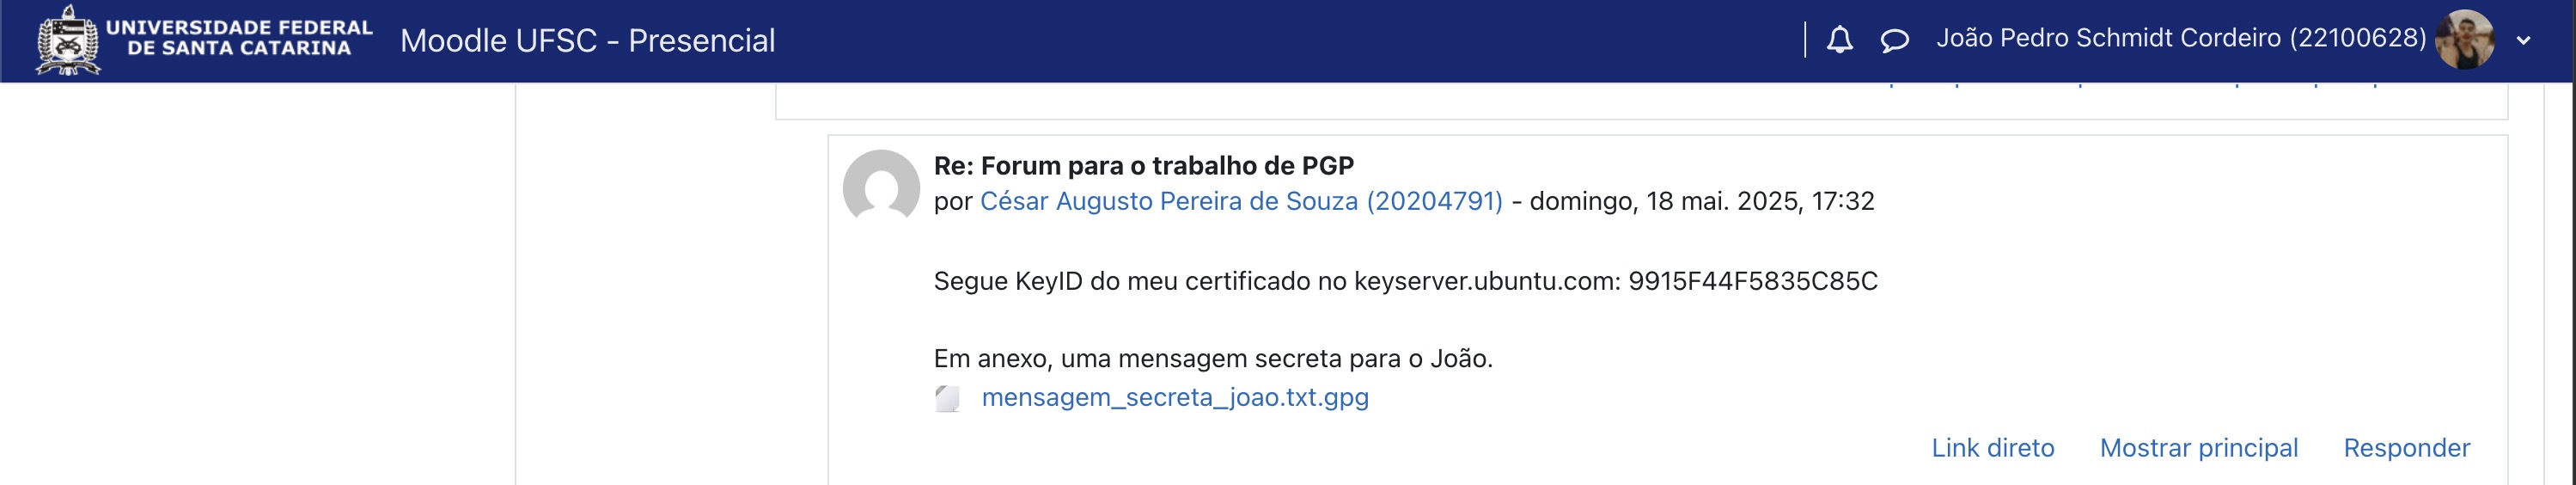 UNIVERSIDADE FEDERAL
DE SANTA CATARINA
Moodle UFSC - Presencial
João Pedro Schmidt Cordeiro (22100628)
Re: Forum para o trabalho de PGP
por César Augusto Pereira de Souza (20204791) - domingo, 18 mai. 2025, 17:32
Segue KeyID do meu certificado no keyserver.ubuntu.com: 9915F44F5835C85C
Em anexo, uma mensagem secreta para o João.
mensagem_secreta_joao.txt.gpg
Link direto Mostrar principal Responder